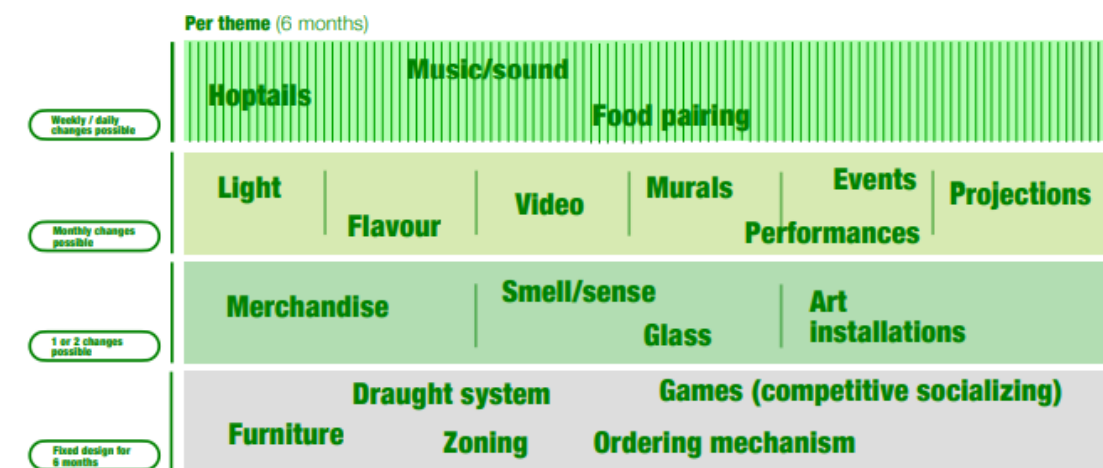 Per theme (6 months)
Music/sound
Hoptails
Food pairing
Weekly / daily
changes possible
Light
Flavour
Video
Murals
Events
Performances
Projections
Monthly changes
possible
Merchandise
Smell/sense
Glass
Art
installations
1 or 2 changes
possible
Draught system
Games (competitive socializing)
Furniture
Zoning
Ordering mechanism
Fixed design for
6 months